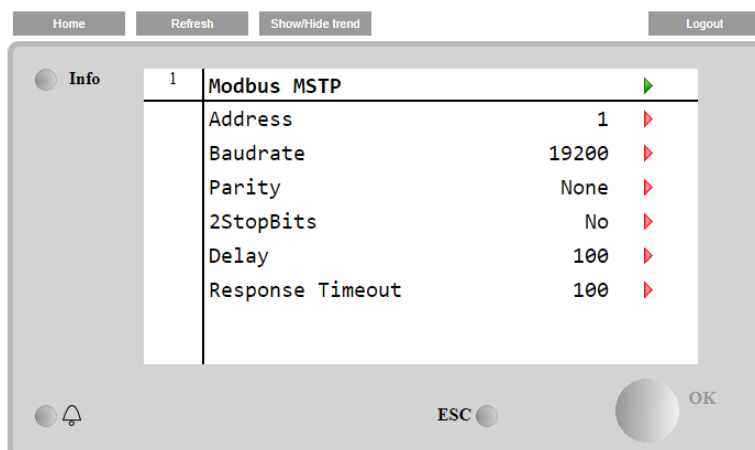 Home Refresh Show/Hide trend Logout
Info
1 Modbus MSTP
Address 1
Baudrate 19200
Parity None
2StopBits No
Delay 100
Response Timeout 100
ESC OK